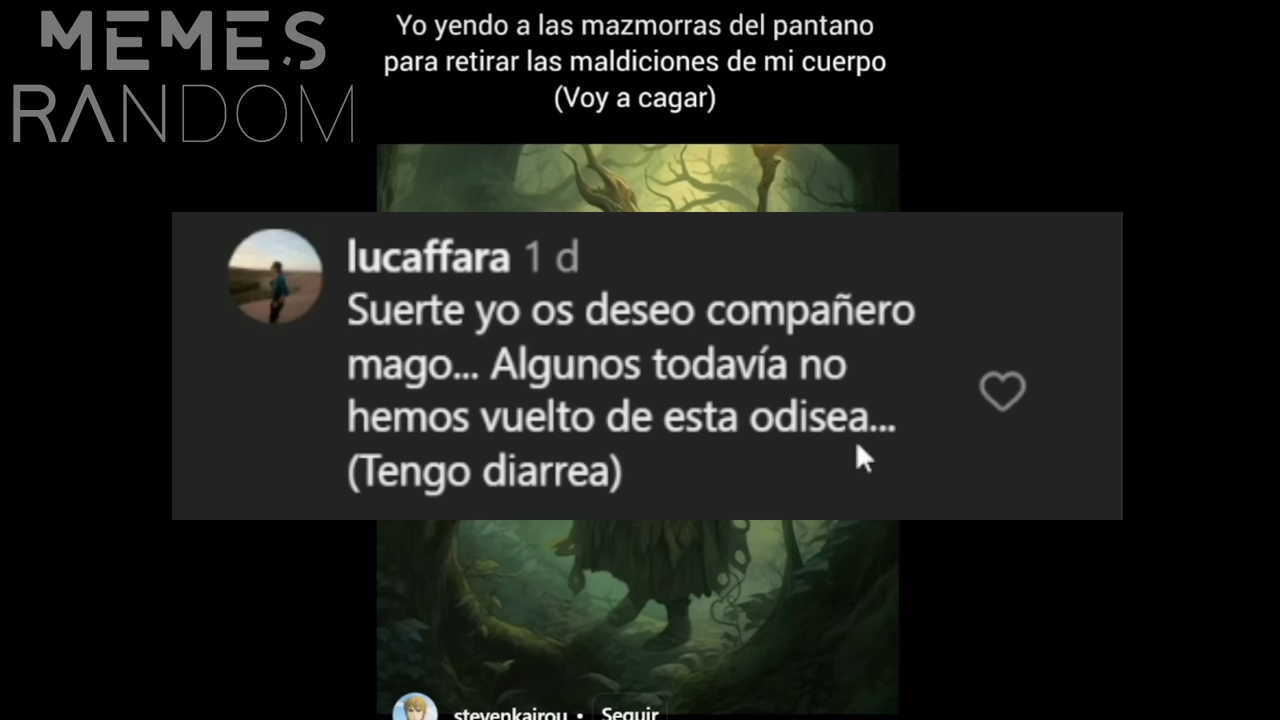 MEMES
RANDOM
Yo yendo a las mazmorras del pantano
para retirar las maldiciones de mi cuerpo
(Voy a cagar)
lucaffara 1 d
Suerte yo os deseo compañero
mago... Algunos todavía no
hemos vuelto de esta odisea...
(Tengo diarrea)
stevenkairou • Seguir